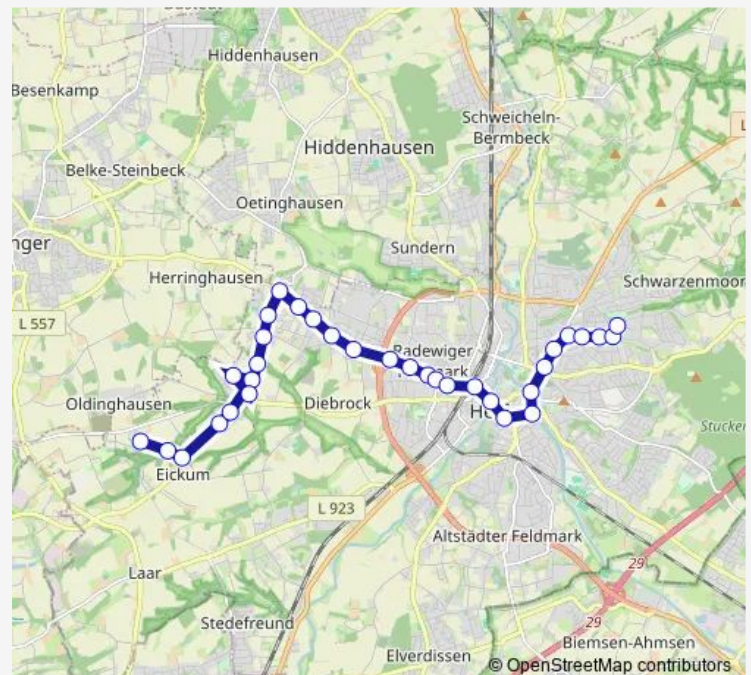 Hiddenhausen
Besenkamp
Schweicheln-
Bermbeck
Hiddenhausen
Belke-Steinbeck
Oetinghausen
Sundern
Herringhausen
Schwarzenmoor
L 557
Radewiger
Oldinghausen
Diebrock
Eickum
L 923
Altstädter Feldmark
29
Laar
29
Stedefreund
Biemsen-Ahmsen
Elverdissen
© OpenStreetMap contributors